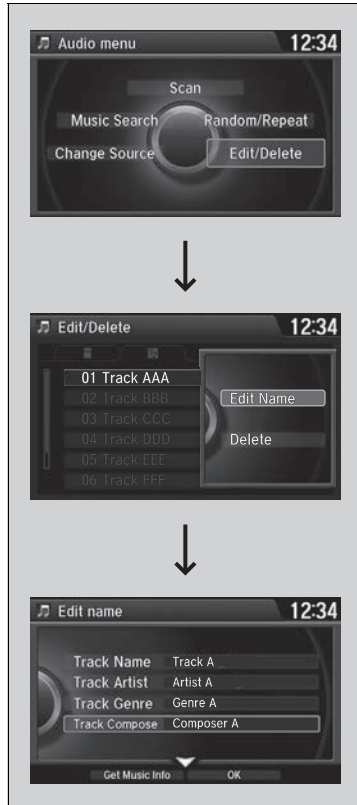 Audio menu 12:34
Scan
Music Search Random/Repeat
Change Source Edit/Delete
Edit/Delete 12:34
01 Track AAA
02 Track BBB
Edit Name
03 Track CCC
04 Track DDD
Delete
05 Track EEE
06 Track FFF
Edit name 12:34
Track Name Track A
Track Artist Artist A
Track Genre Genre A
Track Compose Composer A
Get Music Info OK